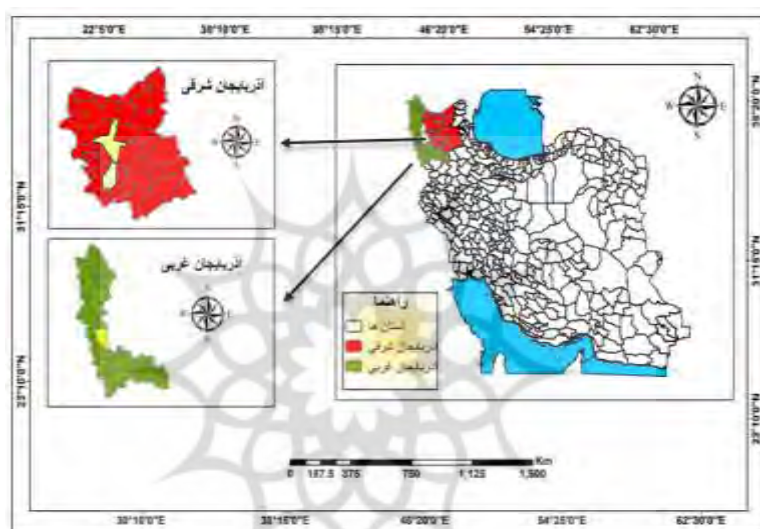 22°5'0"E 30°10'0"E 38°15'0"E 46°20'0"E 54°25'0"E 62°30'0"E
آذربایجان شرقی
N
W E
S
آذربایجان غربی
راهنما
استان ها
آذربایجان شرقی
آذربایجان غربی
Km
0 187.5 375 750 1,125 1,500
30°10'0"E 38°15'0"E 46°20'0"E 54°25'0"E 62°30'0"E